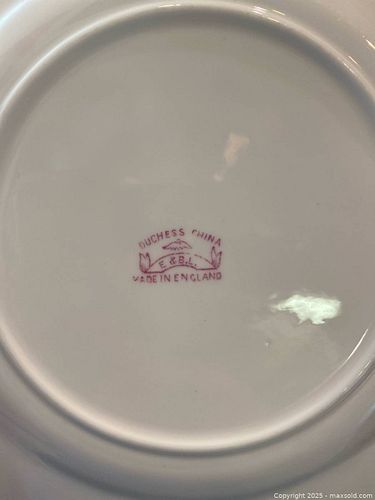 DUCHESS CHINA
E. & B.L.
MADE IN ENGLAND
Copyright 2025 - maxsold.com